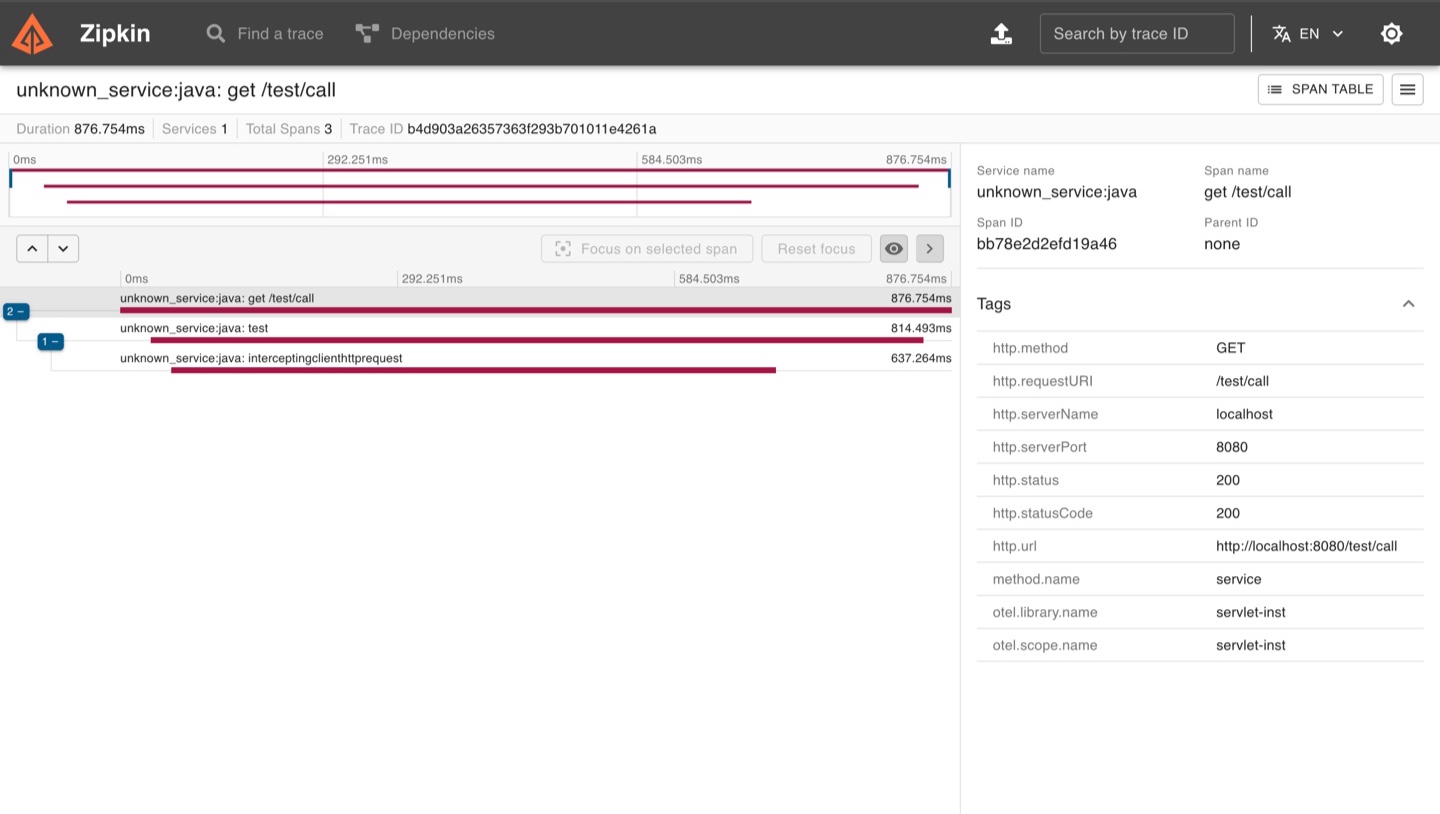 Zipkin Find a trace Dependencies Search by trace ID EN
unknown_service:java: get /test/call SPAN TABLE
Duration 876.754ms Services 1 Total Spans 3 Trace ID b4d903a26357363f293b701011e4261a
0ms 292.251ms 584.503ms 876.754ms
Focus on selected span Reset focus
0ms 292.251ms 584.503ms 876.754ms
unknown_service:java: get /test/call 876.754ms
2 −
unknown_service:java: test 814.493ms
1 −
unknown_service:java: interceptingclienthttprequest 637.264ms
Service name Span name
unknown_service:java get /test/call
Span ID Parent ID
bb78e2d2efd19a46 none
Tags
http.method GET
http.requestURI /test/call
http.serverName localhost
http.serverPort 8080
http.status 200
http.statusCode 200
http.url http://localhost:8080/test/call
method.name service
otel.library.name servlet-inst
otel.scope.name servlet-inst